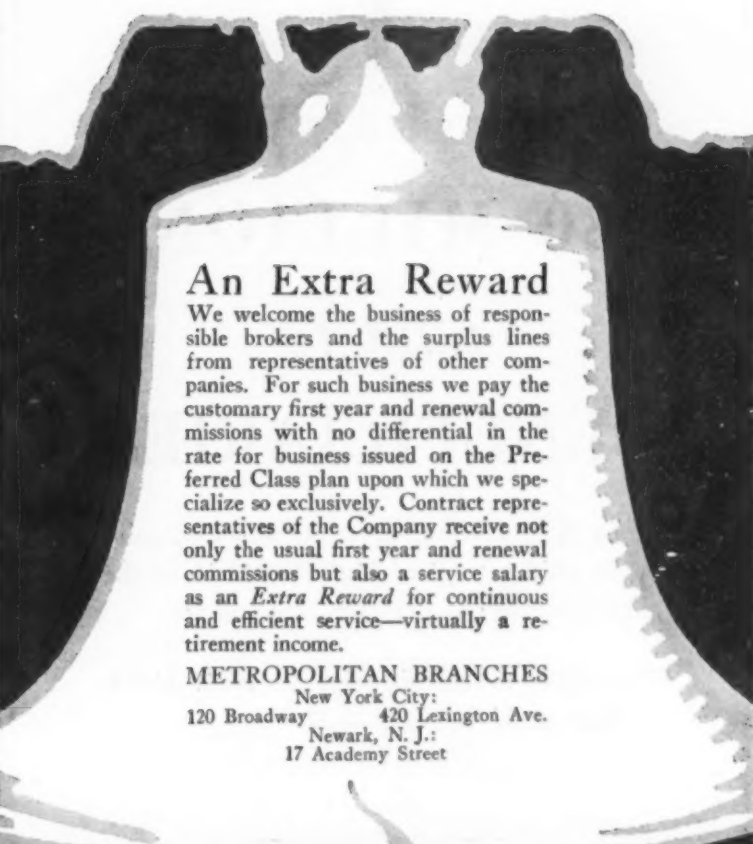 An Extra Reward
We welcome the business of respon-
sible brokers and the surplus lines
from representatives of other com-
panies. For such business we pay the
customary first year and renewal com-
missions with no differential in the
rate for business issued on the Pre-
ferred Class plan upon which we spe-
cialize so exclusively. Contract repre-
sentatives of the Company receive not
only the usual first year and renewal
commissions but also a service salary
as an Extra Reward for continuous
and efficient service—virtually a re-
tirement income.
METROPOLITAN BRANCHES
New York City:
120 Broadway 420 Lexington Ave.
Newark, N. J.:
17 Academy Street